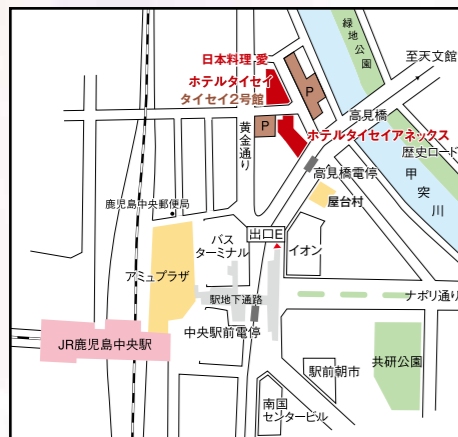 緑地公園
至天文館
日本料理 愛
ホテルタイセイ
タイセイ2号館
P
高見橋
P
ホテルタイセイアネックス
黄金通り
歴史ロード
高見橋電停
甲突川
屋台村
鹿児島中央郵便局
出口E
バス
ターミナル
イオン
アミュプラザ
駅地下通路
ナポリ通り
中央駅前電停
JR鹿児島中央駅
駅前朝市
共研公園
南国
センタービル